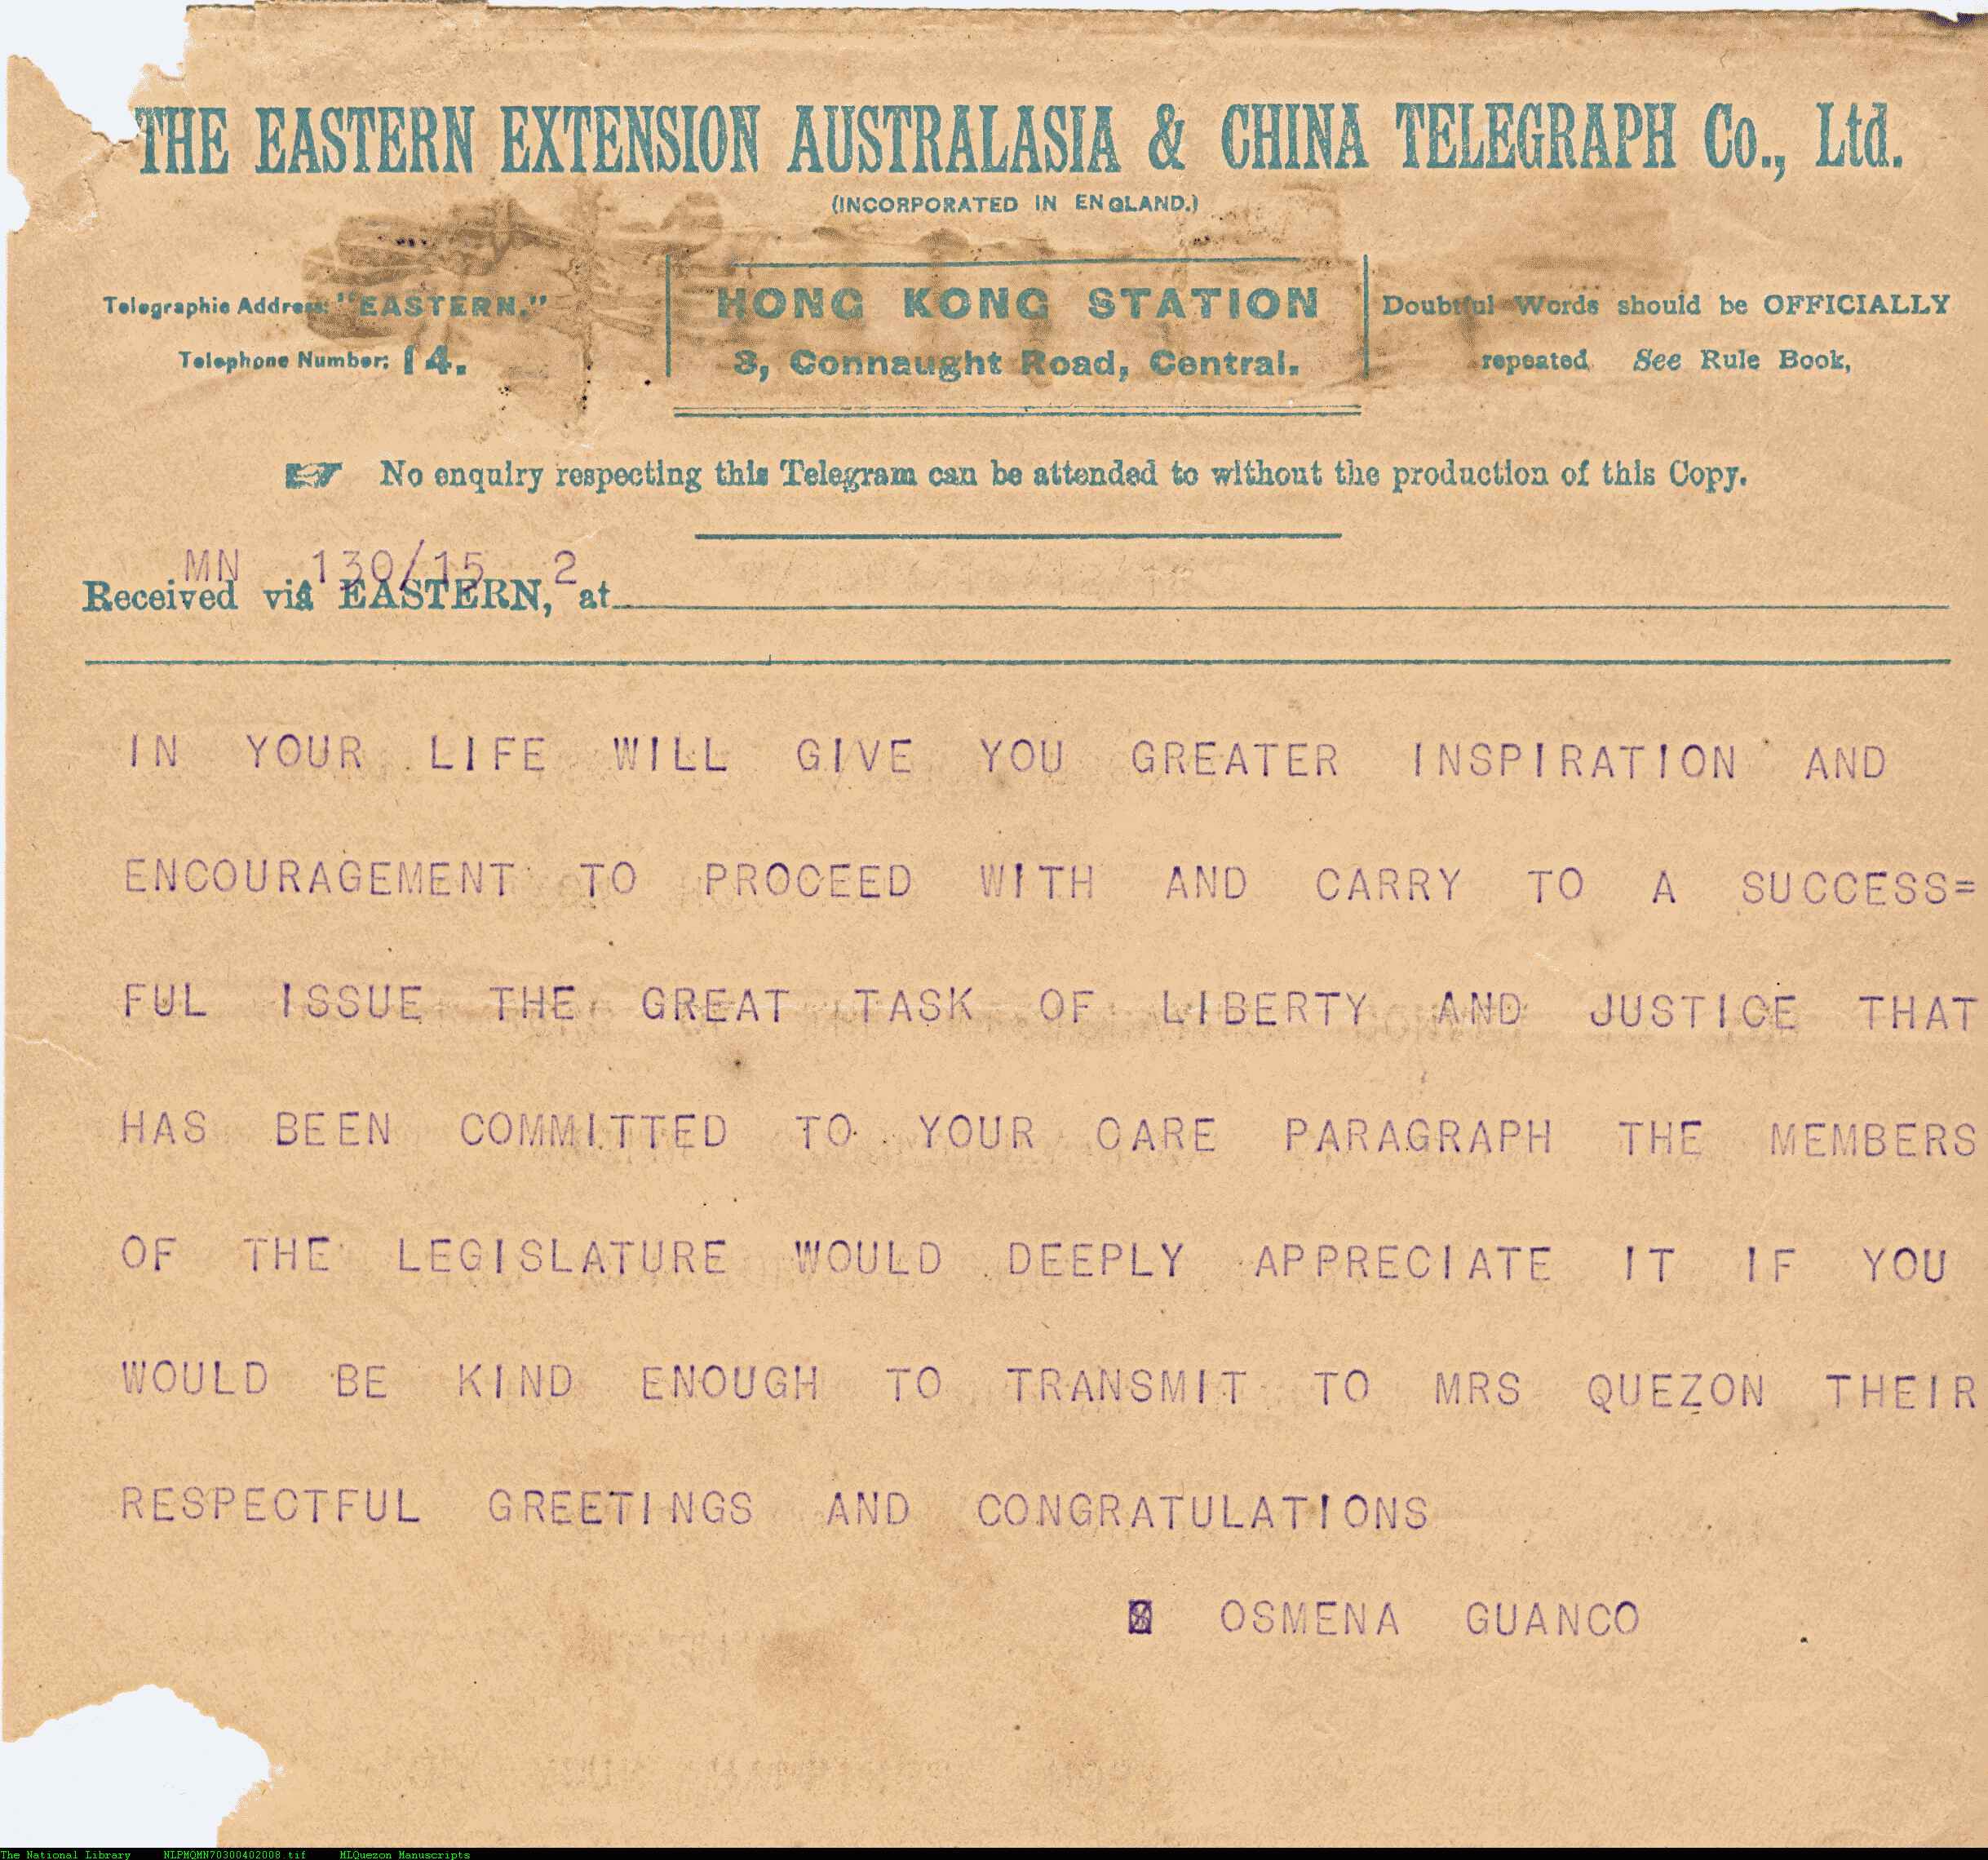 THE EASTERN EXTENSION AUSTRALASIA & CHINA TELEGRAPH Co., Ltd.
(INCORPORATED IN ENGLAND.)
Telegraphic Address: "EASTERN."
Telephone Number: 14.
HONG KONG STATION
3, Connaught Road, Central.
Doubtful Words should be OFFICIALLY
repeated See Rule Book,
☞ No enquiry respecting this Telegram can be attended to without the production of this Copy.
MN 130/15 2
Received viâ EASTERN, at
IN YOUR LIFE WILL GIVE YOU GREATER INSPIRATION AND
ENCOURAGEMENT TO PROCEED WITH AND CARRY TO A SUCCESS=
FUL ISSUE THE GREAT TASK OF LIBERTY AND JUSTICE THAT
HAS BEEN COMMITTED TO YOUR CARE PARAGRAPH THE MEMBERS
OF THE LEGISLATURE WOULD DEEPLY APPRECIATE IT IF YOU
WOULD BE KIND ENOUGH TO TRANSMIT TO MRS QUEZON THEIR
RESPECTFUL GREETINGS AND CONGRATULATIONS
OSMENA GUANCO
The National Library NLPMQMN70300402008.tif MLQuezon Manuscripts